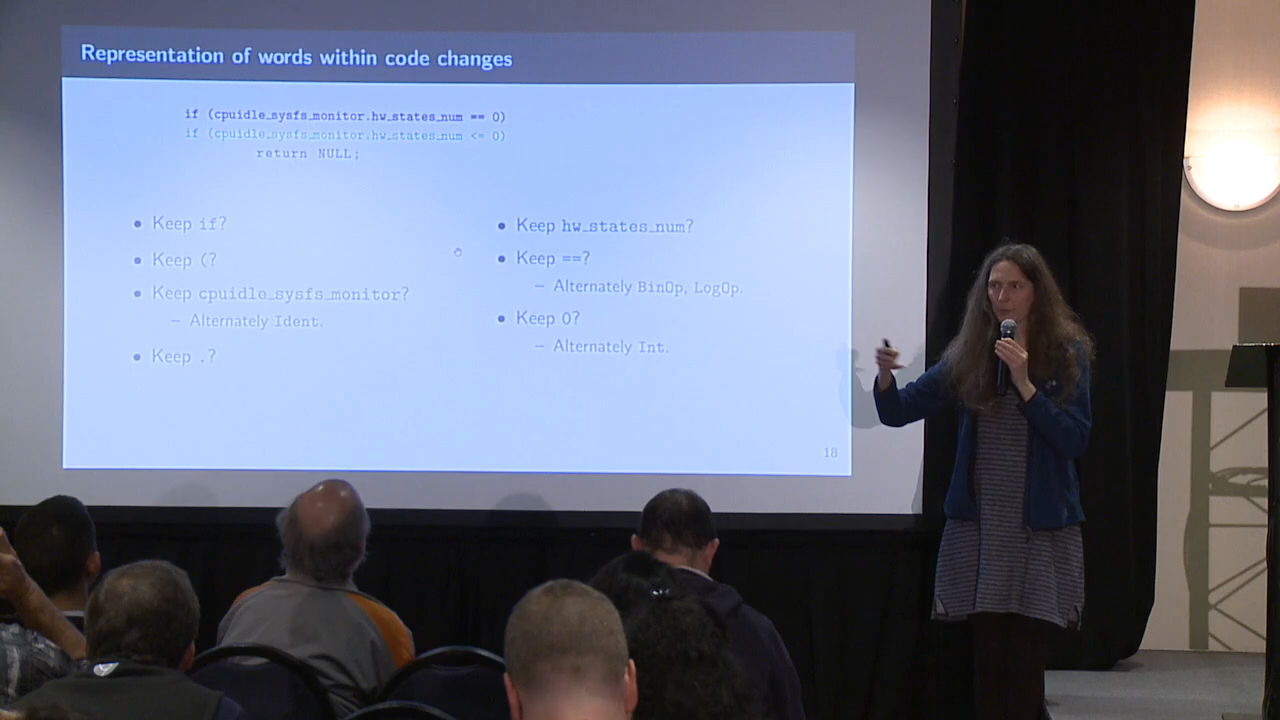 Representation of words within code changes
if (cpuidle_sysfs_monitor.hw_states_num == 0)
if (cpuidle_sysfs_monitor.hw_states_num <= 0)
return NULL;
• Keep if?
• Keep (?
• Keep cpuidle_sysfs_monitor?
– Alternately Ident.
• Keep .?
• Keep hw_states_num?
• Keep ==?
– Alternately BinOp, LogOp.
• Keep 0?
– Alternately Int.
18